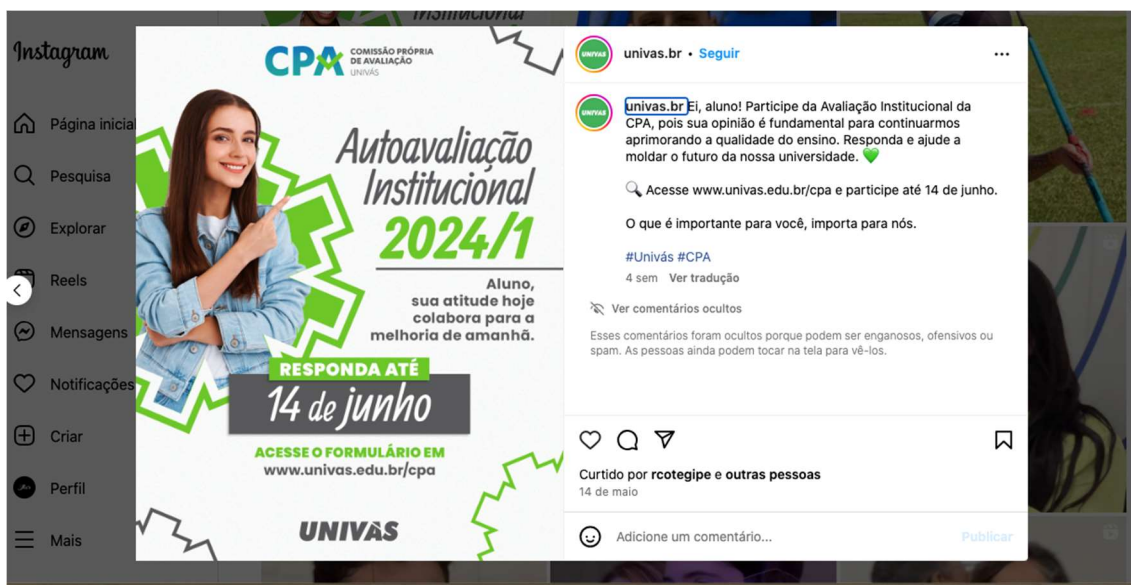 Institucional
Instagram
Página inicial
Pesquisa
Explorar
Reels
Mensagens
Notificações
Criar
Perfil
Mais
CPA COMISSÃO PRÓPRIA
DE AVALIAÇÃO
UNIVÁS
Autoavaliação
Institucional
2024/1
Aluno,
sua atitude hoje
colabora para a
melhoria de amanhã.
RESPONDA ATÉ
14 de junho
ACESSE O FORMULÁRIO EM
www.univas.edu.br/cpa
UNIVÁS
UNIVÁS
univas.br • Seguir
UNIVÁS
univas.br Ei, aluno! Participe da Avaliação Institucional da
CPA, pois sua opinião é fundamental para continuarmos
aprimorando a qualidade do ensino. Responda e ajude a
moldar o futuro da nossa universidade. 💚
🔍 Acesse www.univas.edu.br/cpa e participe até 14 de junho.
O que é importante para você, importa para nós.
#Univás #CPA
4 sem Ver tradução
Ver comentários ocultos
Esses comentários foram ocultos porque podem ser enganosos, ofensivos ou
spam. As pessoas ainda podem tocar na tela para vê-los.
Curtido por rcotegipe e outras pessoas
14 de maio
Adicione um comentário...
Publicar